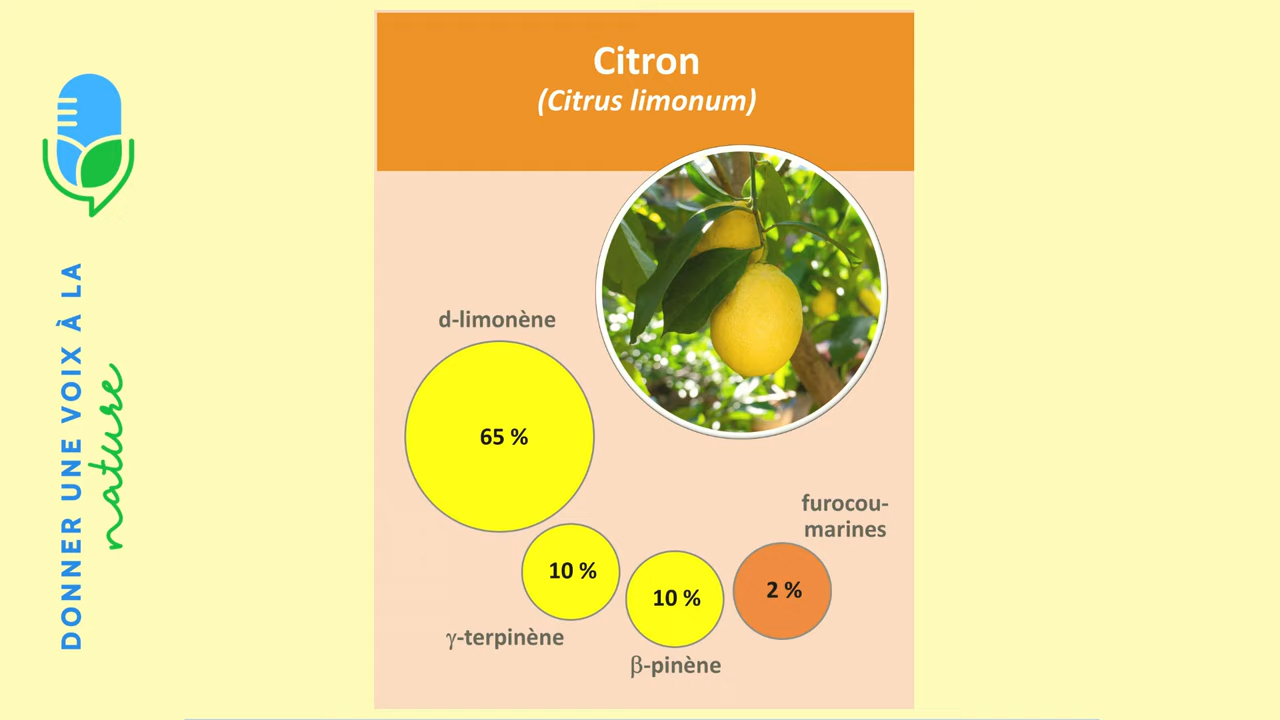 DONNER UNE VOIX À LA
nature
Citron
(Citrus limonum)
d-limonène
65 %
10 %
γ-terpinène
10 %
β-pinène
furocou-
marines
2 %